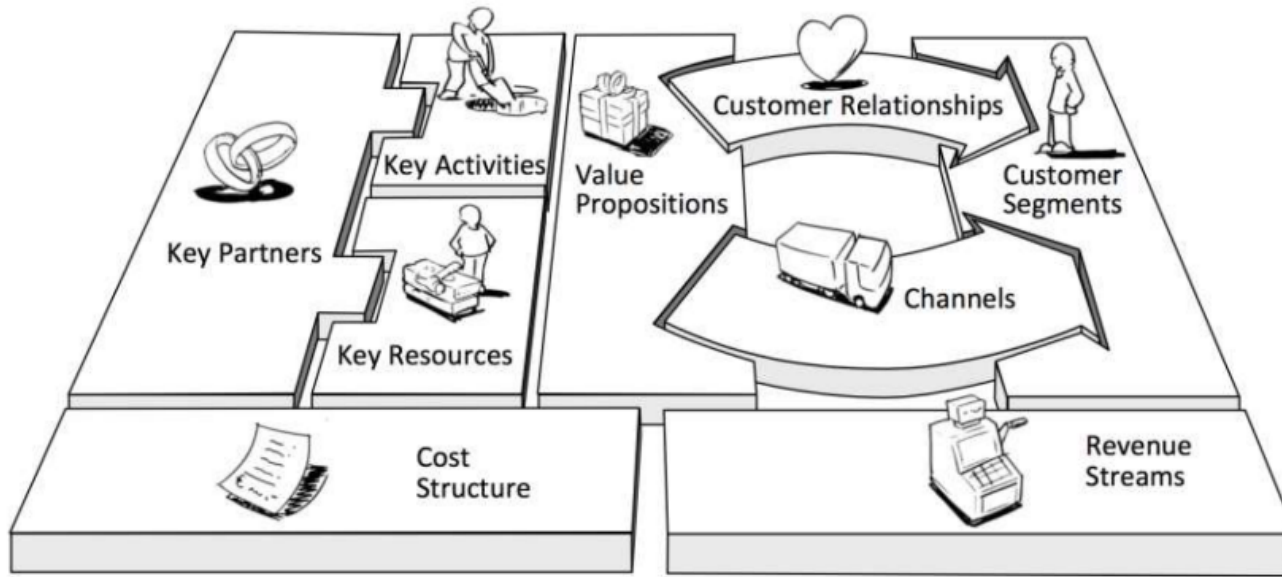 Key Partners
Key Activities
Key Resources
Value
Propositions
Customer Relationships
Channels
Customer
Segments
Cost
Structure
Revenue
Streams